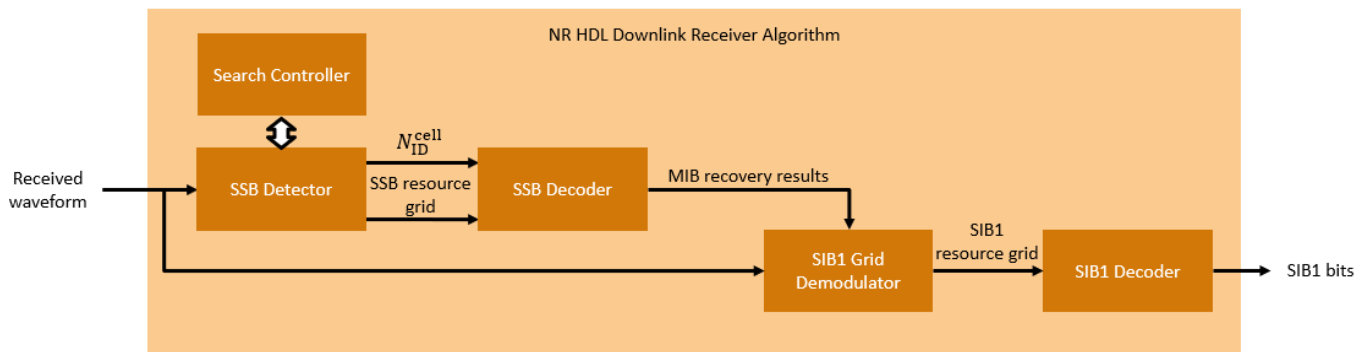 NR HDL Downlink Receiver Algorithm
Search Controller
Received
waveform
SSB Detector
N_ID^cell
SSB resource
grid
SSB Decoder
MIB recovery results
SIB1 Grid
Demodulator
SIB1
resource grid
SIB1 Decoder
SIB1 bits